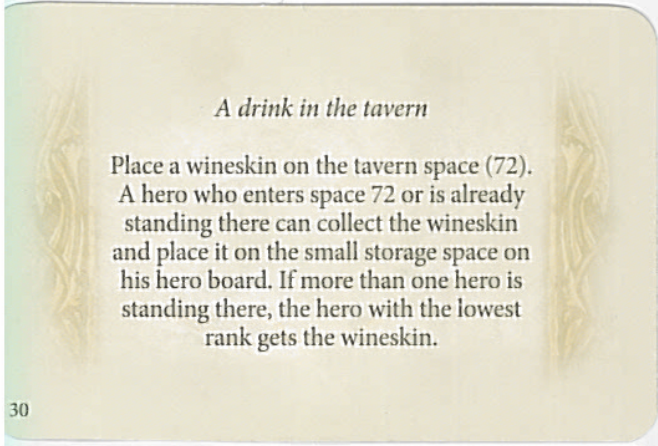 A drink in the tavern
Place a wineskin on the tavern space (72).
A hero who enters space 72 or is already
standing there can collect the wineskin
and place it on the small storage space on
his hero board. If more than one hero is
standing there, the hero with the lowest
rank gets the wineskin.
30